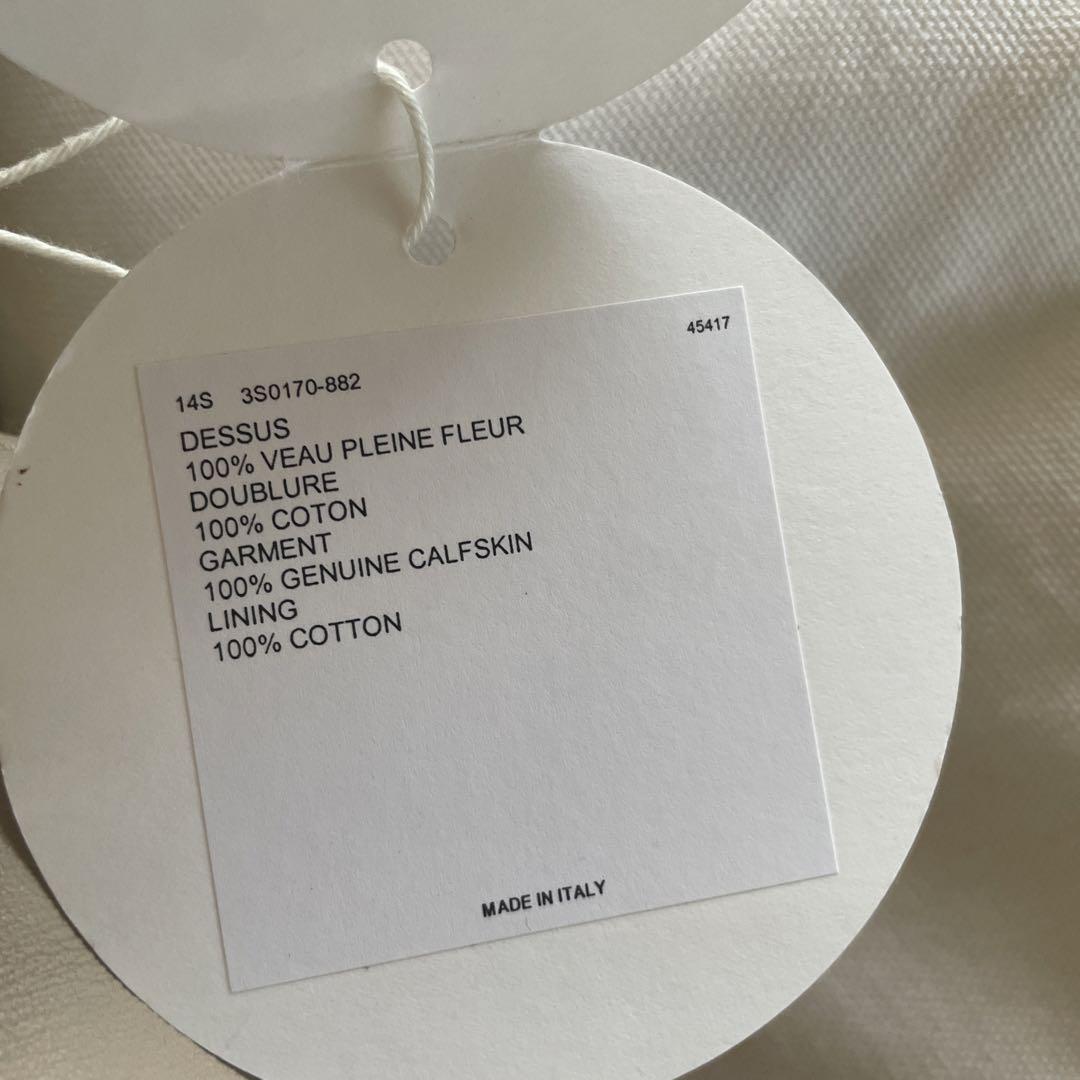 45417
14S 3S0170-882
DESSUS
100% VEAU PLEINE FLEUR
DOUBLURE
100% COTON
GARMENT
100% GENUINE CALFSKIN
LINING
100% COTTON
MADE IN ITALY